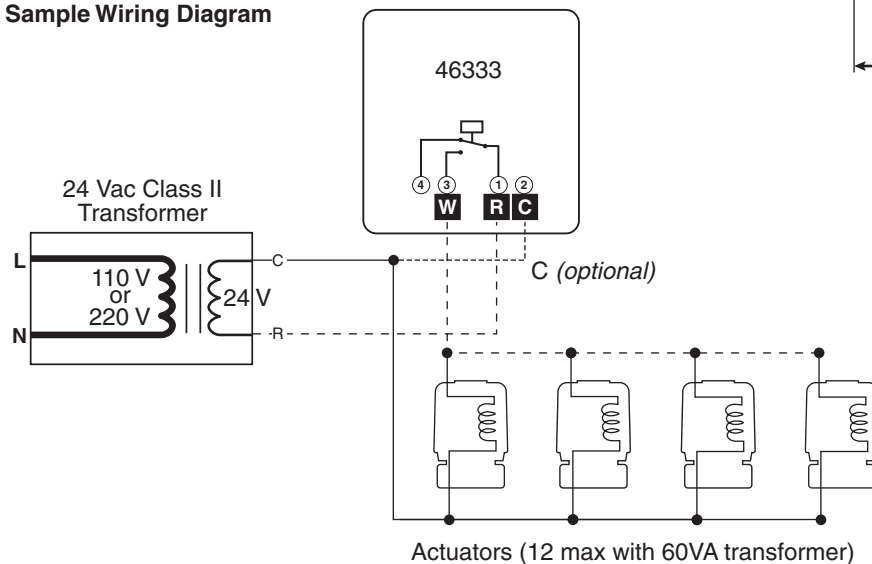 Sample Wiring Diagram
46333
4 3 1 2
W R C
24 Vac Class II
Transformer
L
N
110 V
or
220 V
24 V
C
R
C (optional)
Actuators (12 max with 60VA transformer)